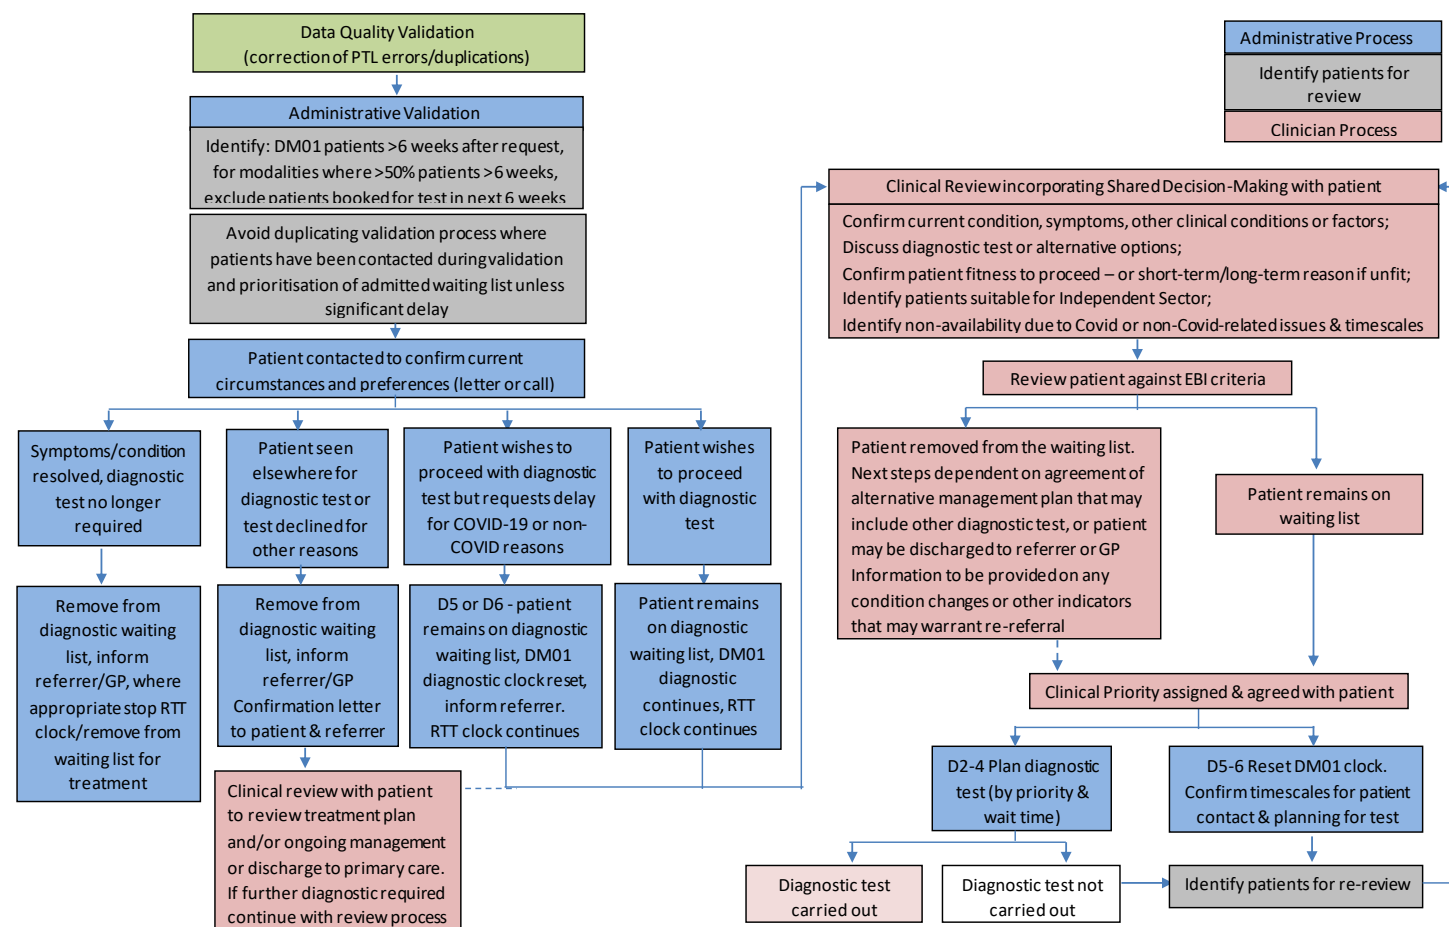 Data Quality Validation
(correction of PTL errors/duplications)
Administrative Validation
Identify: DM01 patients >6 weeks after request,
for modalities where >50% patients >6 weeks,
exclude patients booked for test in next 6 weeks
Avoid duplicating validation process where
patients have been contacted during validation
and prioritisation of admitted waiting list unless
significant delay
Patient contacted to confirm current
circumstances and preferences (letter or call)
Symptoms/condition
resolved, diagnostic
test no longer
required
Patient seen
elsewhere for
diagnostic test or
test declined for
other reasons
Patient wishes to
proceed with diagnostic
test but requests delay
for COVID-19 or non-
COVID reasons
Patient wishes
to proceed
with diagnostic
test
Remove from
diagnostic waiting
list, inform
referrer/GP, where
appropriate stop RTT
clock/remove from
waiting list for
treatment
Remove from
diagnostic waiting
list, inform
referrer/GP
Confirmation letter
to patient & referrer
D5 or D6 - patient
remains on diagnostic
waiting list, DM01
diagnostic clock reset,
inform referrer.
RTT clock continues
Patient remains
on diagnostic
waiting list, DM01
diagnostic
continues, RTT
clock continues
Clinical review with patient
to review treatment plan
and/or ongoing management
or discharge to primary care.
If further diagnostic required
continue with review process
Administrative Process
Identify patients for
review
Clinician Process
Clinical Review incorporating Shared Decision-Making with patient
Confirm current condition, symptoms, other clinical conditions or factors;
Discuss diagnostic test or alternative options;
Confirm patient fitness to proceed – or short-term/long-term reason if unfit;
Identify patients suitable for Independent Sector;
Identify non-availability due to Covid or non-Covid-related issues & timescales
Review patient against EBI criteria
Patient removed from the waiting list.
Next steps dependent on agreement of
alternative management plan that may
include other diagnostic test, or patient
may be discharged to referrer or GP
Information to be provided on any
condition changes or other indicators
that may warrant re-referral
Patient remains on
waiting list
Clinical Priority assigned & agreed with patient
D2-4 Plan diagnostic
test (by priority &
wait time)
D5-6 Reset DM01 clock.
Confirm timescales for patient
contact & planning for test
Diagnostic test
carried out
Diagnostic test not
carried out
Identify patients for re-review